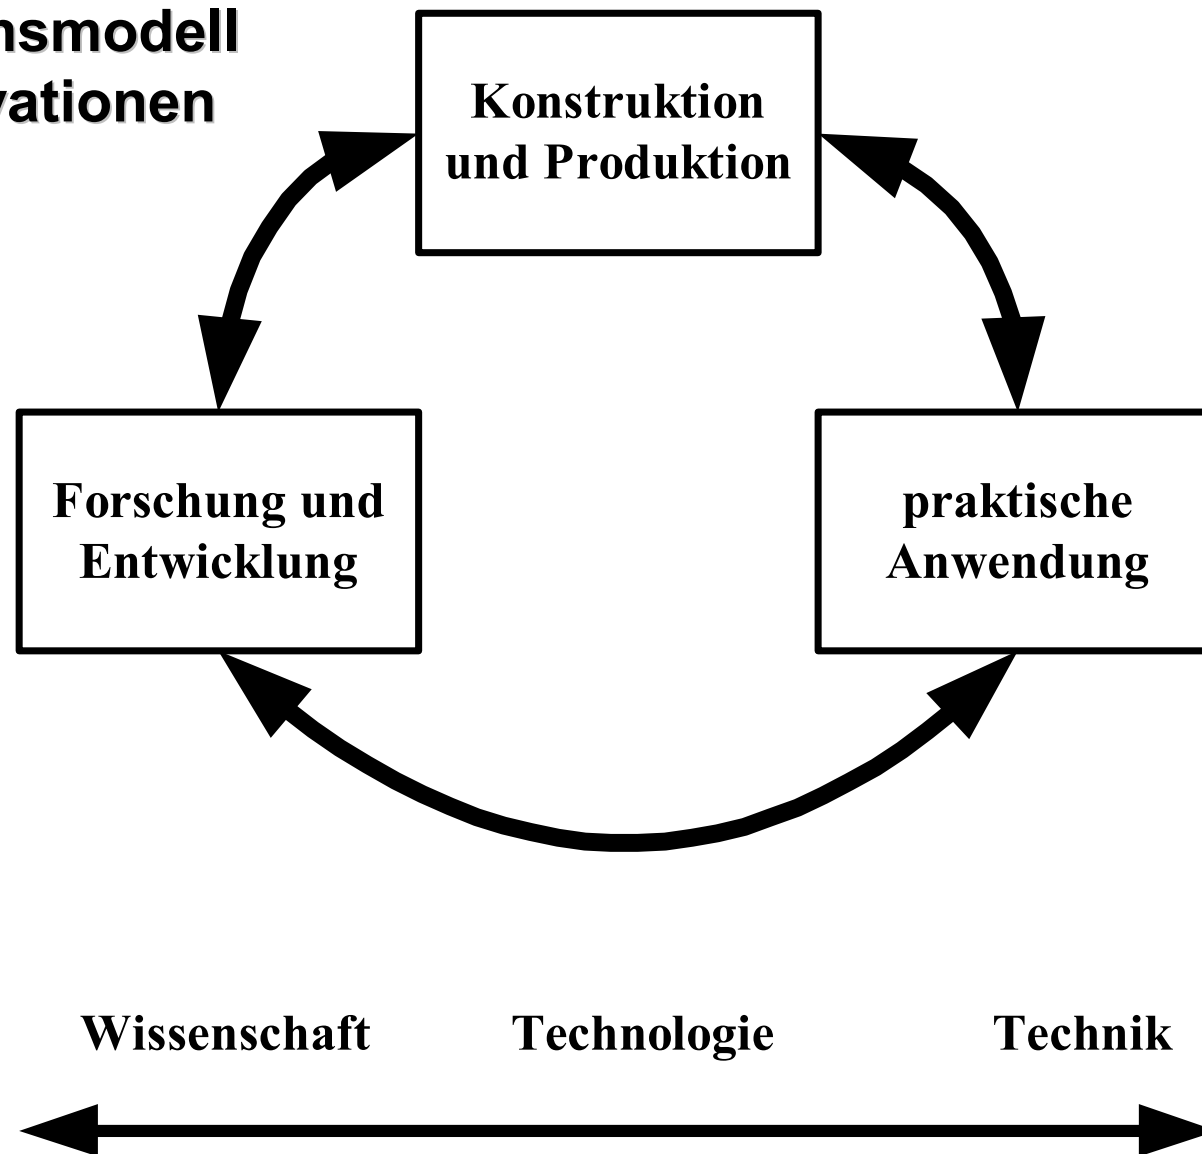 nsmodell
vationen
Konstruktion
und Produktion
Forschung und
Entwicklung
praktische
Anwendung
Wissenschaft Technologie Technik